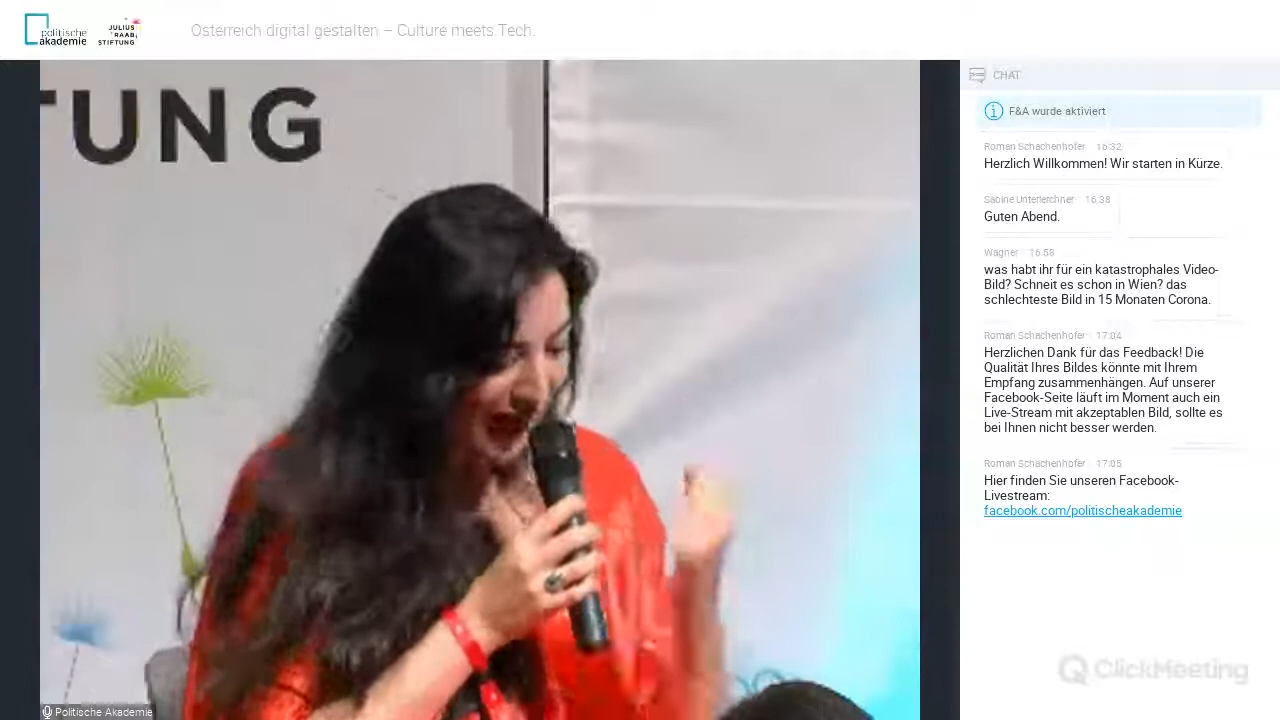 politische
akademie
JULIUS
RAAB
STIFTUNG
Österreich digital gestalten – Culture meets Tech.
TUNG
Politische Akademie
CHAT
F&A wurde aktiviert
Roman Schachenhofer 16:32
Herzlich Willkommen! Wir starten in Kürze.
Sabine Unterlerchner 16:38
Guten Abend.
Wagner 16:58
was habt ihr für ein katastrophales Video-
Bild? Schneit es schon in Wien? das
schlechteste Bild in 15 Monaten Corona.
Roman Schachenhofer 17:04
Herzlichen Dank für das Feedback! Die
Qualität Ihres Bildes könnte mit Ihrem
Empfang zusammenhängen. Auf unserer
Facebook-Seite läuft im Moment auch ein
Live-Stream mit akzeptablen Bild, sollte es
bei Ihnen nicht besser werden.
Roman Schachenhofer 17:05
Hier finden Sie unseren Facebook-
Livestream:
facebook.com/politischeakademie
ClickMeeting